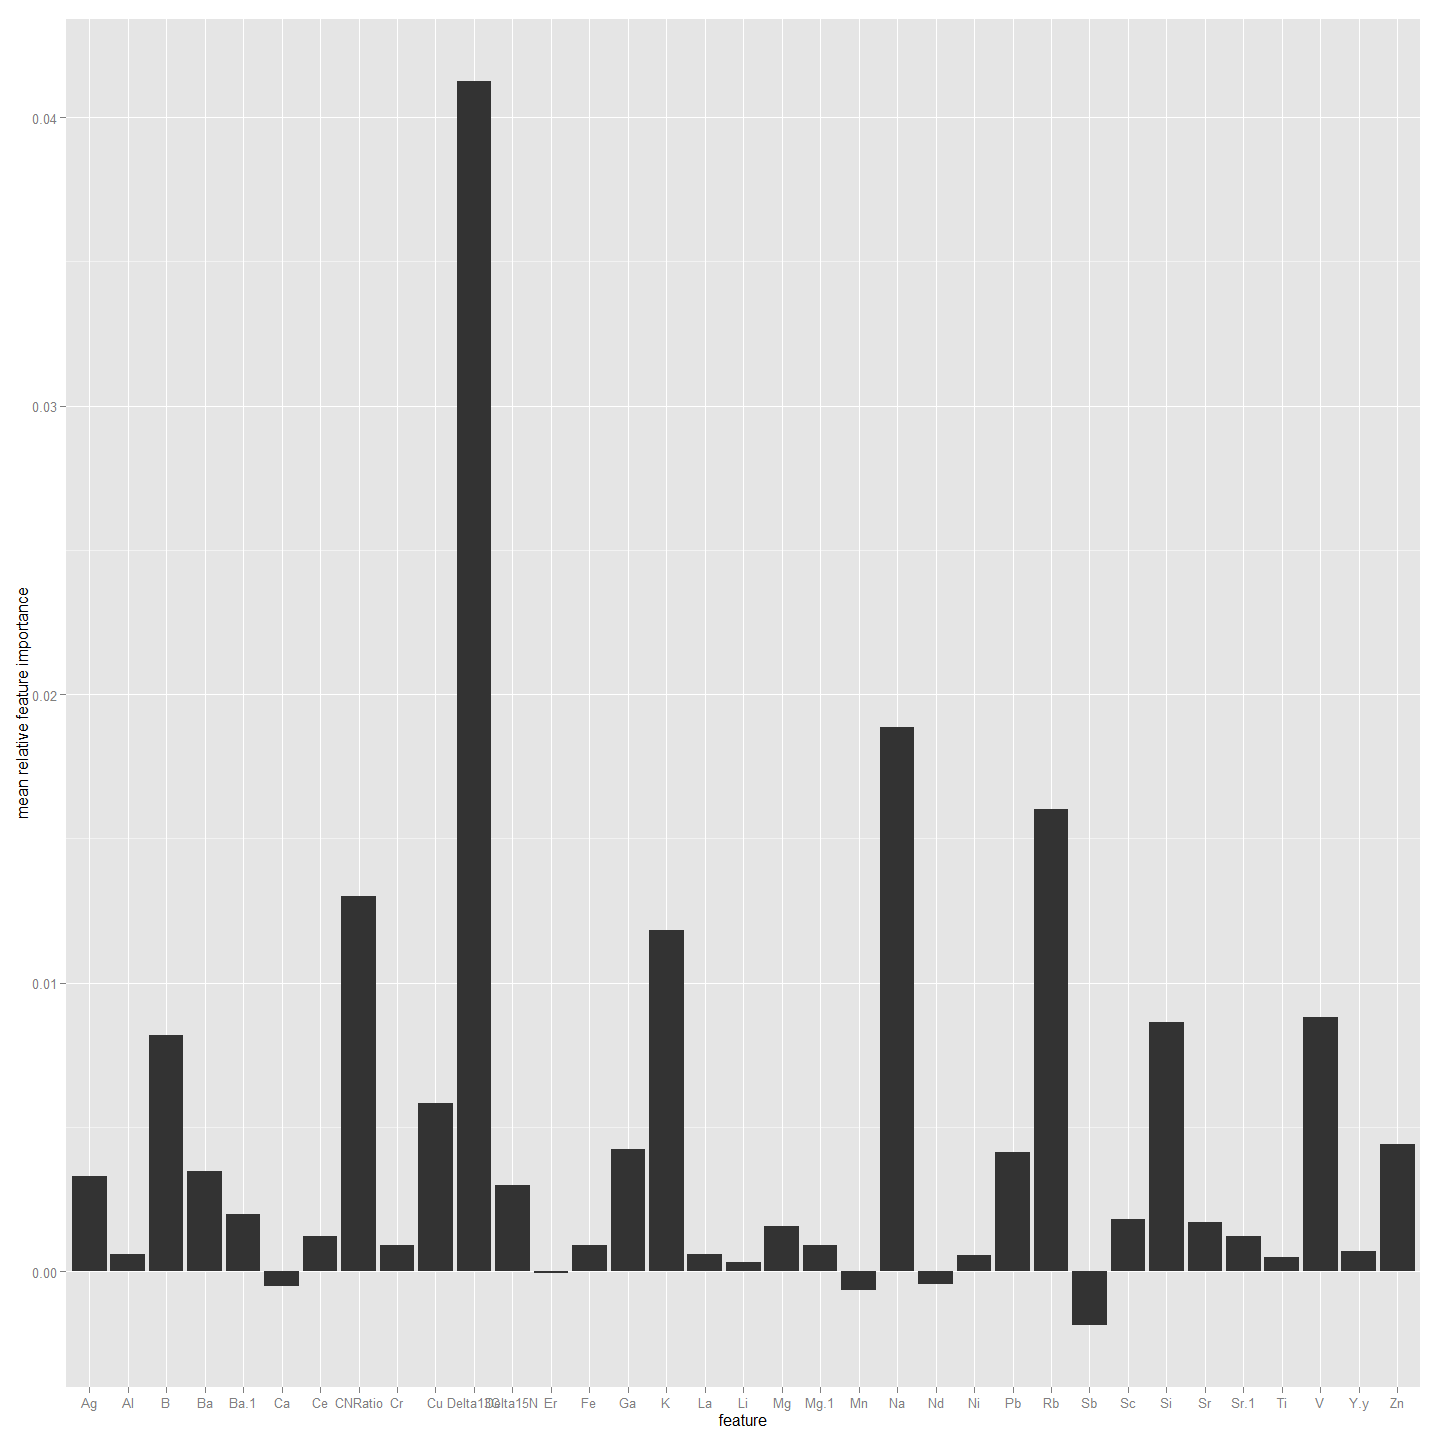 mean relative feature importance
0.04
0.03
0.02
0.01
0.00
Ag Al B Ba Ba.1 Ca Ce CNRatio Cr Cu Delta13C Delta15N Er Fe Ga K La Li Mg Mg.1 Mn Na Nd Ni Pb Rb Sb Sc Si Sr Sr.1 Ti V Y.y Zn
feature